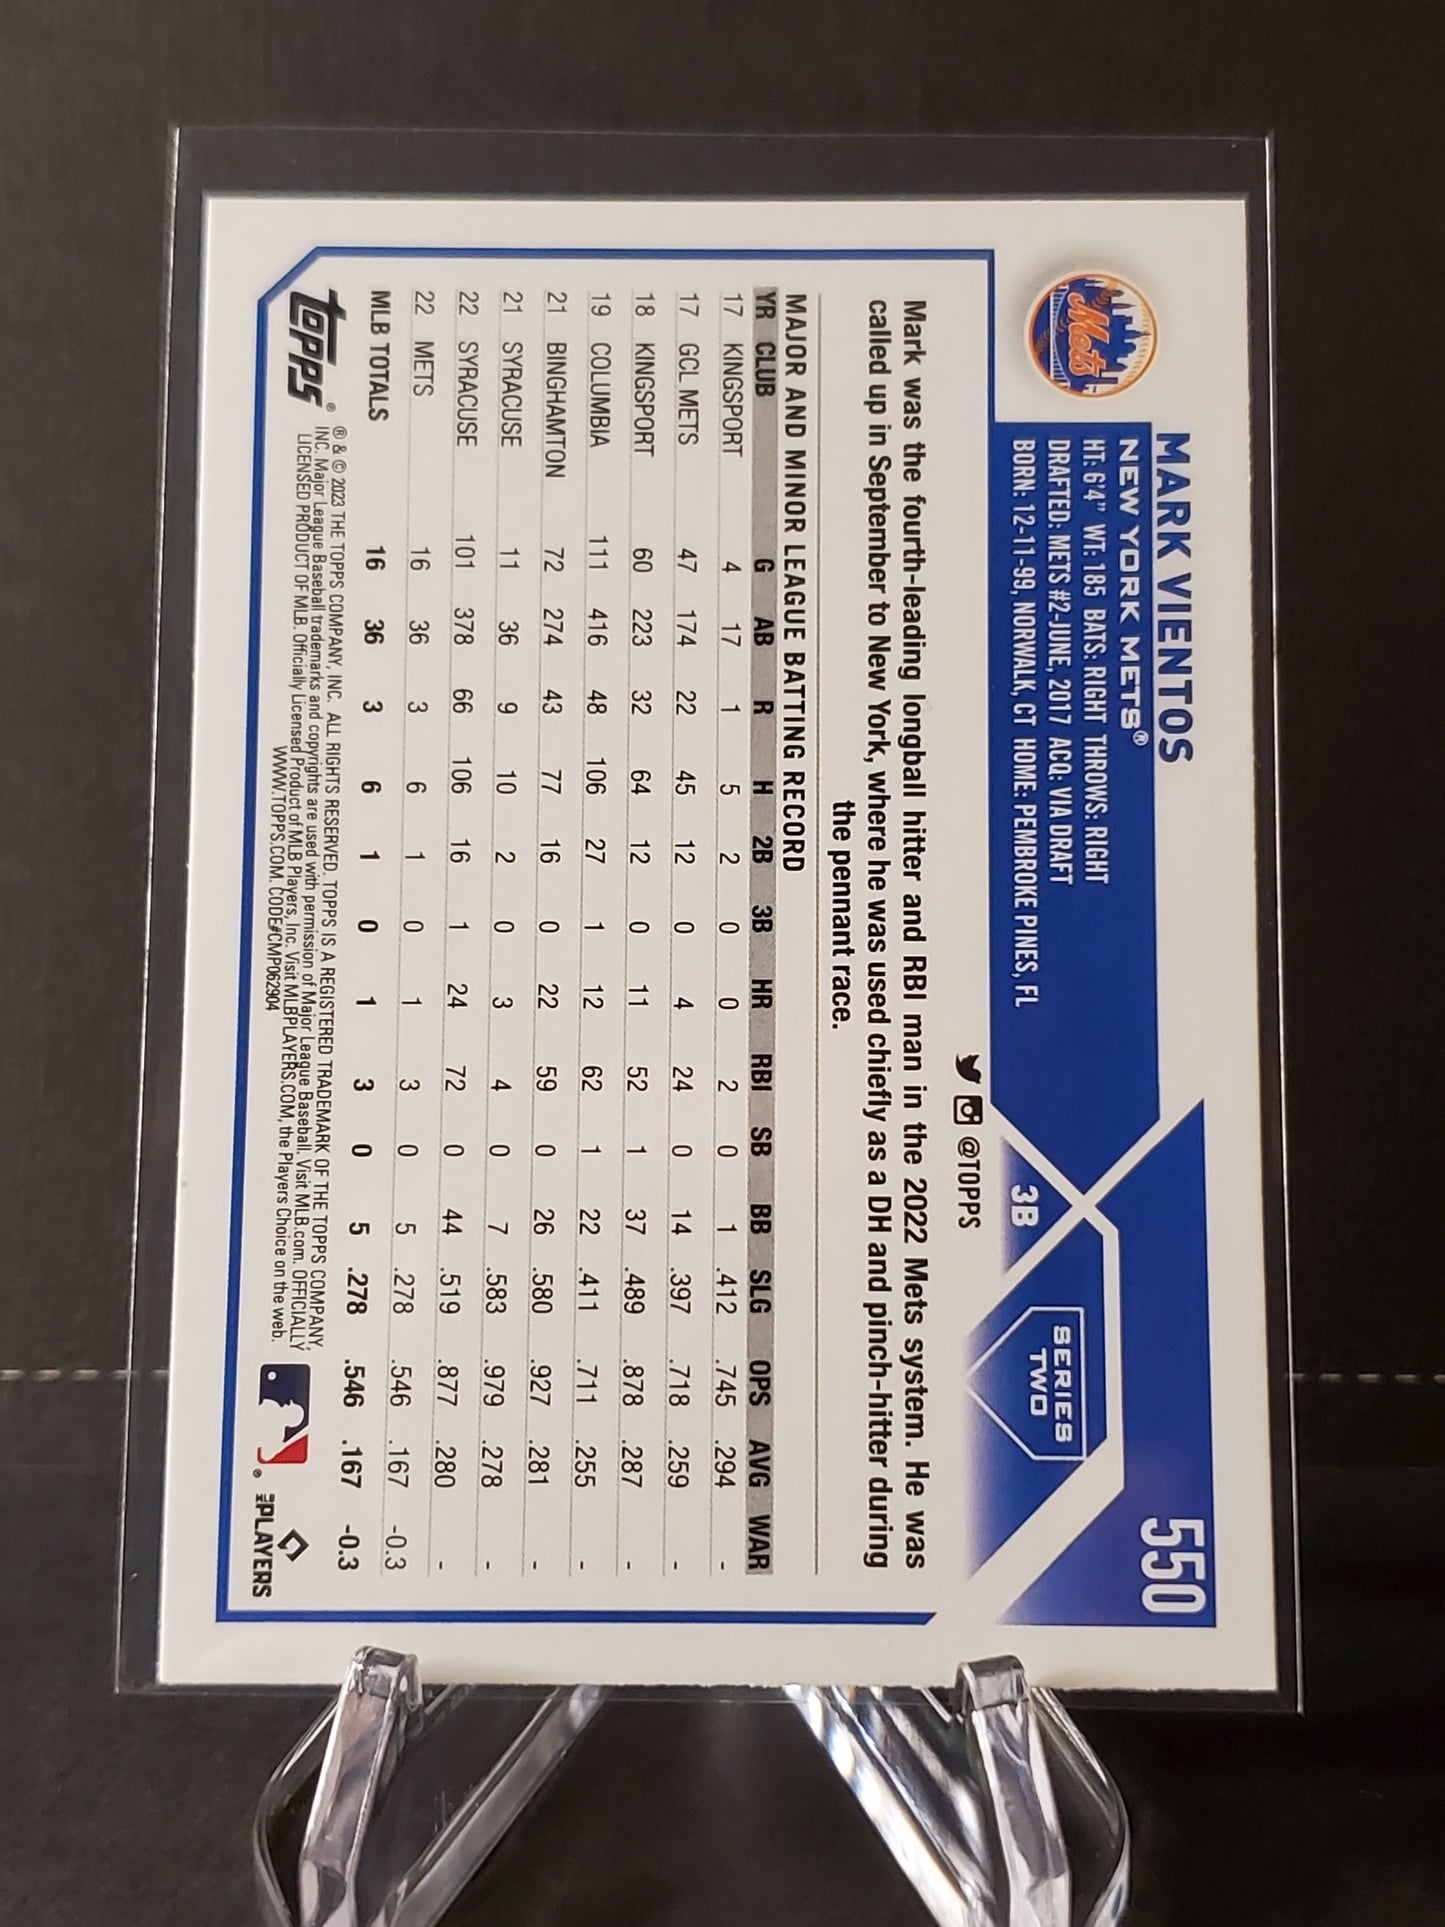 Mets
MARK VIENTOS
NEW YORK METS®
HT: 6'4" WT: 185 BATS: RIGHT THROWS: RIGHT
DRAFTED: METS #2-JUNE, 2017 ACQ: VIA DRAFT
BORN: 12-11-99, NORWALK, CT HOME: PEMBROKE PINES, FL
550
SERIES
TWO
3B
@TOPPS
Mark was the fourth-leading longball hitter and RBI man in the 2022 Mets system. He was
called up in September to New York, where he was used chiefly as a DH and pinch-hitter during
the pennant race.
MAJOR AND MINOR LEAGUE BATTING RECORD
YR CLUB G AB R H 2B 3B HR RBI SB BB SLG OPS AVG WAR
17 KINGSPORT 4 17 1 5 2 0 0 2 0 1 .412 .745 .294 -
17 GCL METS 47 174 22 45 12 0 4 24 0 14 .397 .718 .259 -
18 KINGSPORT 60 223 32 64 12 0 11 52 1 37 .489 .878 .287 -
19 COLUMBIA 111 416 48 106 27 1 12 62 1 22 .411 .711 .255 -
21 BINGHAMTON 72 274 43 77 16 0 22 59 0 26 .580 .927 .281 -
21 SYRACUSE 11 36 9 10 2 0 3 4 0 7 .583 .979 .278 -
22 SYRACUSE 101 378 66 106 16 1 24 72 0 44 .519 .877 .280 -
22 METS 16 36 3 6 1 0 1 3 0 5 .278 .546 .167 -0.3
MLB TOTALS 16 36 3 6 1 0 1 3 0 5 .278 .546 .167 -0.3
topps®
® & © 2023 THE TOPPS COMPANY, INC. ALL RIGHTS RESERVED. TOPPS IS A REGISTERED TRADEMARK OF THE TOPPS COMPANY,
INC. Major League Baseball trademarks and copyrights are used with permission of Major League Baseball. Visit MLB.com. OFFICIALLY
LICENSED PRODUCT OF MLB. Officially Licensed Product of MLB Players, Inc. Visit MLBPLAYERS.COM, the Players Choice on the web.
WWW.TOPPS.COM. CODE#CMP062904
®
MLB PLAYERS